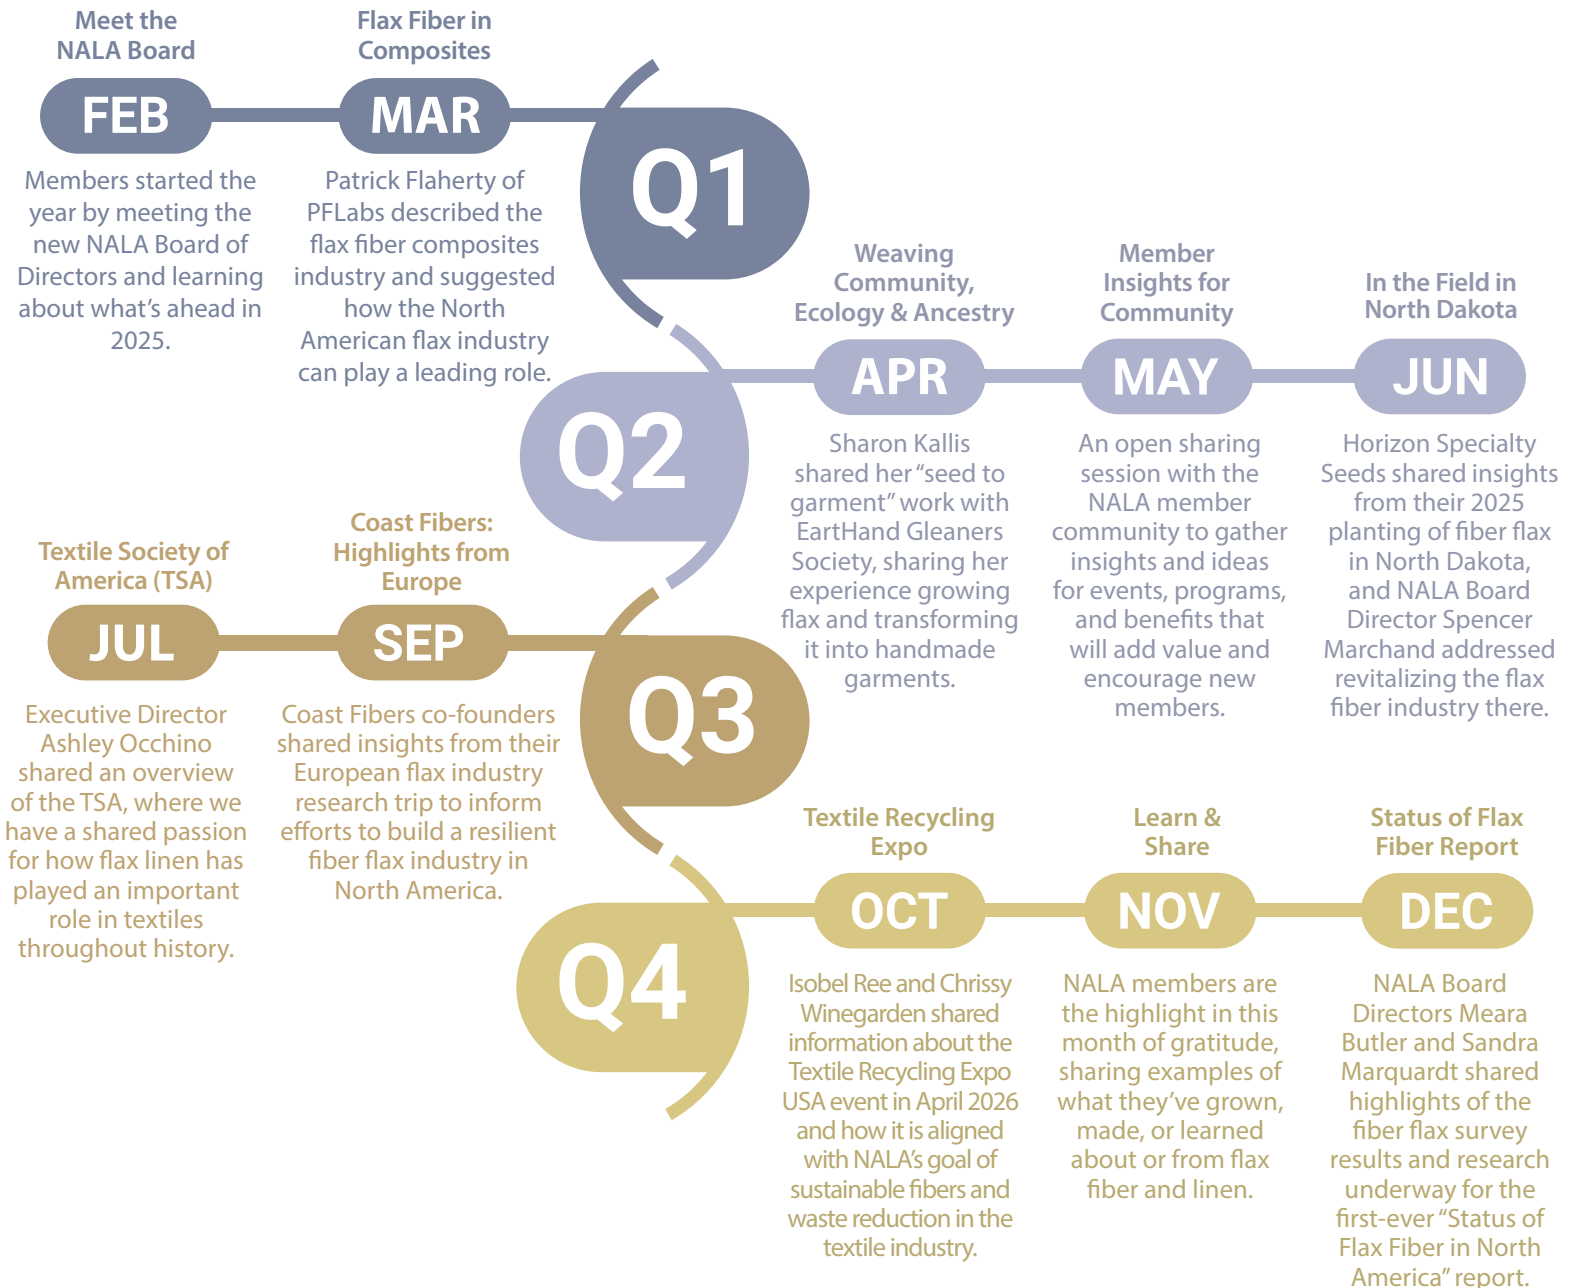 Meet the
NALA Board
FEB
Members started the
year by meeting the
new NALA Board of
Directors and learning
about what's ahead in
2025.
Flax Fiber in
Composites
MAR
Patrick Flaherty of
PFLabs described the
flax fiber composites
industry and suggested
how the North
American flax industry
can play a leading role.
Q1
Q2
Weaving
Community,
Ecology & Ancestry
APR
Sharon Kallis
shared her “seed to
garment” work with
EartHand Gleaners
Society, sharing her
experience growing
flax and transforming
it into handmade
garments.
Member
Insights for
Community
MAY
An open sharing
session with the
NALA member
community to gather
insights and ideas
for events, programs,
and benefits that
will add value and
encourage new
members.
In the Field in
North Dakota
JUN
Horizon Specialty
Seeds shared insights
from their 2025
planting of fiber flax
in North Dakota,
and NALA Board
Director Spencer
Marchand addressed
revitalizing the flax
fiber industry there.
Textile Society of
America (TSA)
JUL
Executive Director
Ashley Occhino
shared an overview
of the TSA, where we
have a shared passion
for how flax linen has
played an important
role in textiles
throughout history.
Coast Fibers:
Highlights from
Europe
SEP
Coast Fibers co-founders
shared insights from their
European flax industry
research trip to inform
efforts to build a resilient
fiber flax industry in
North America.
Q3
Q4
Textile Recycling
Expo
OCT
Isobel Ree and Chrissy
Winegarden shared
information about the
Textile Recycling Expo
USA event in April 2026
and how it is aligned
with NALA's goal of
sustainable fibers and
waste reduction in the
textile industry.
Learn &
Share
NOV
NALA members are
the highlight in this
month of gratitude,
sharing examples of
what they've grown,
made, or learned
about or from flax
fiber and linen.
Status of Flax
Fiber Report
DEC
NALA Board
Directors Meara
Butler and Sandra
Marquardt shared
highlights of the
fiber flax survey
results and research
underway for the
first-ever “Status of
Flax Fiber in North
America” report.